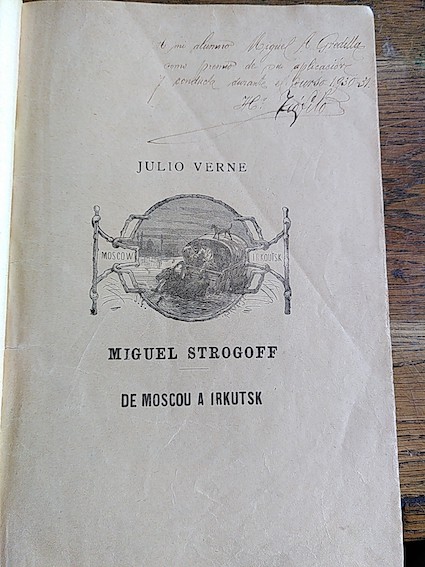 A mi alumno Miguel A Gredilla
como premio de su aplicación
y conducta durante el curso 1930-31.
Hº
JULIO VERNE
MOSCOW
IRKOUTSK
MIGUEL STROGOFF
DE MOSCOU A IRKUTSK